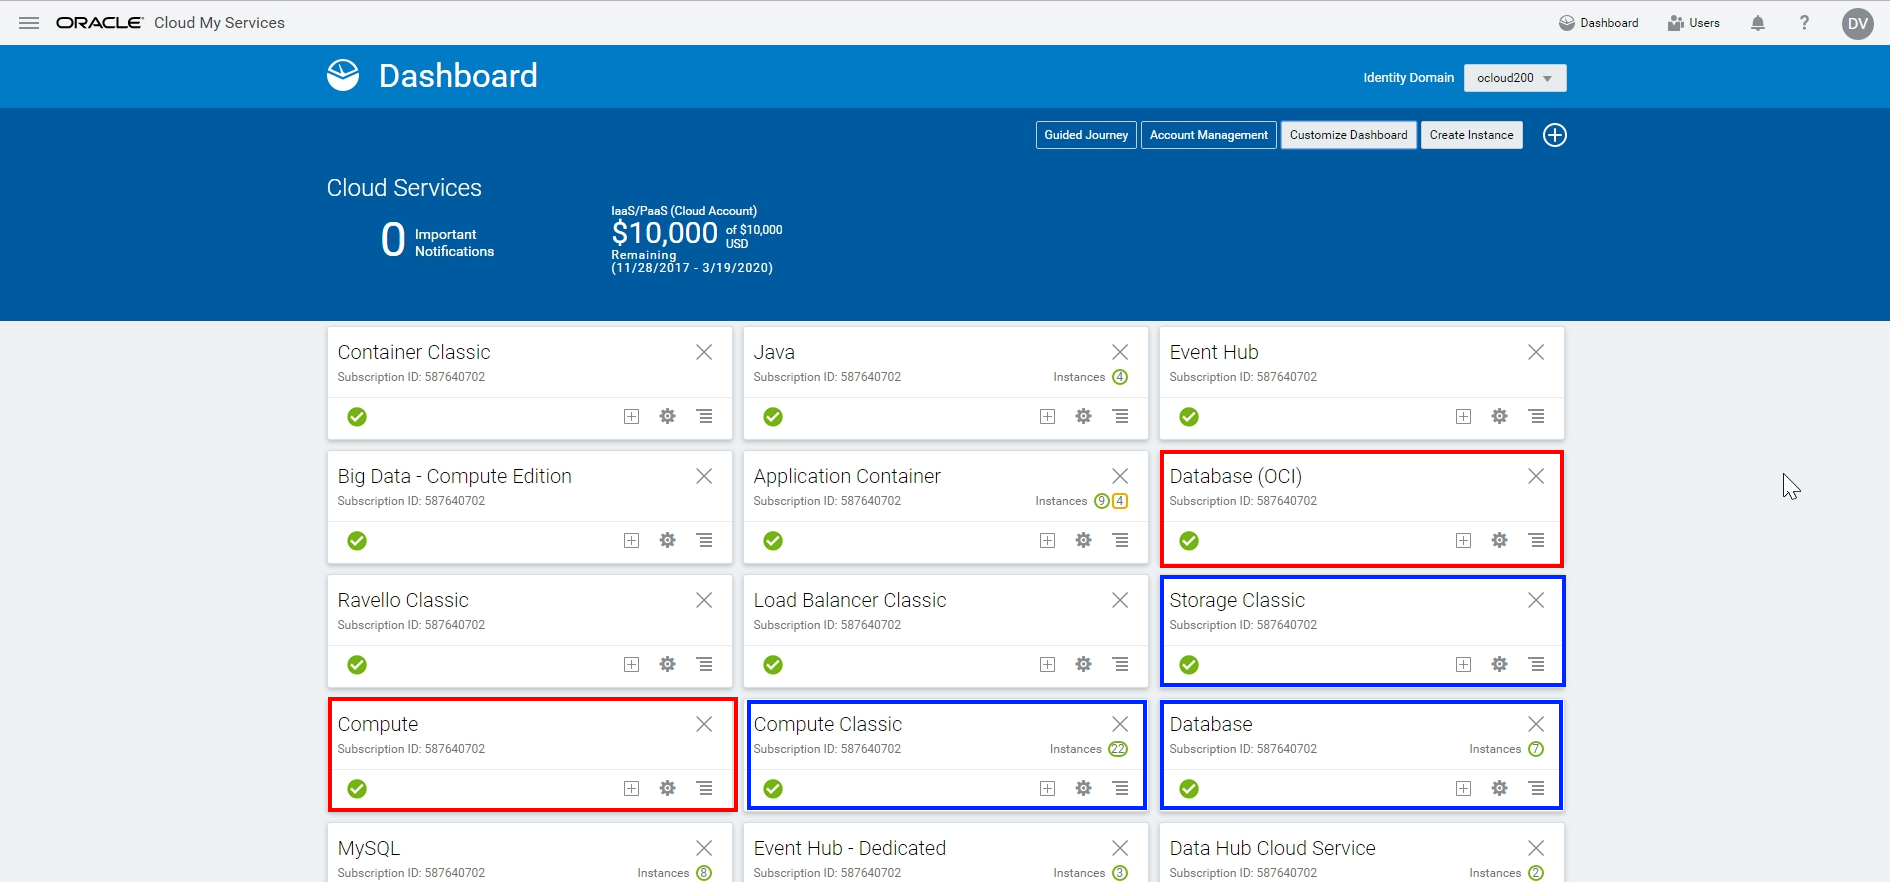 ORACLE Cloud My Services
Dashboard
Users
?
DV
Dashboard
Identity Domain
ocloud200
Guided Journey
Account Management
Customize Dashboard
Create Instance
Cloud Services
0 Important
Notifications
IaaS/PaaS (Cloud Account)
$10,000 of $10,000
USD
Remaining
(11/28/2017 - 3/19/2020)
Container Classic
Subscription ID: 587640702
Java
Subscription ID: 587640702
Instances 4
Event Hub
Subscription ID: 587640702
Big Data - Compute Edition
Subscription ID: 587640702
Application Container
Subscription ID: 587640702
Instances 9 4
Database (OCI)
Subscription ID: 587640702
Ravello Classic
Subscription ID: 587640702
Load Balancer Classic
Subscription ID: 587640702
Storage Classic
Subscription ID: 587640702
Compute
Subscription ID: 587640702
Compute Classic
Subscription ID: 587640702
Instances 22
Database
Subscription ID: 587640702
Instances 7
MySQL
Subscription ID: 587640702
Instances 8
Event Hub - Dedicated
Subscription ID: 587640702
Instances 3
Data Hub Cloud Service
Subscription ID: 587640702
Instances 2